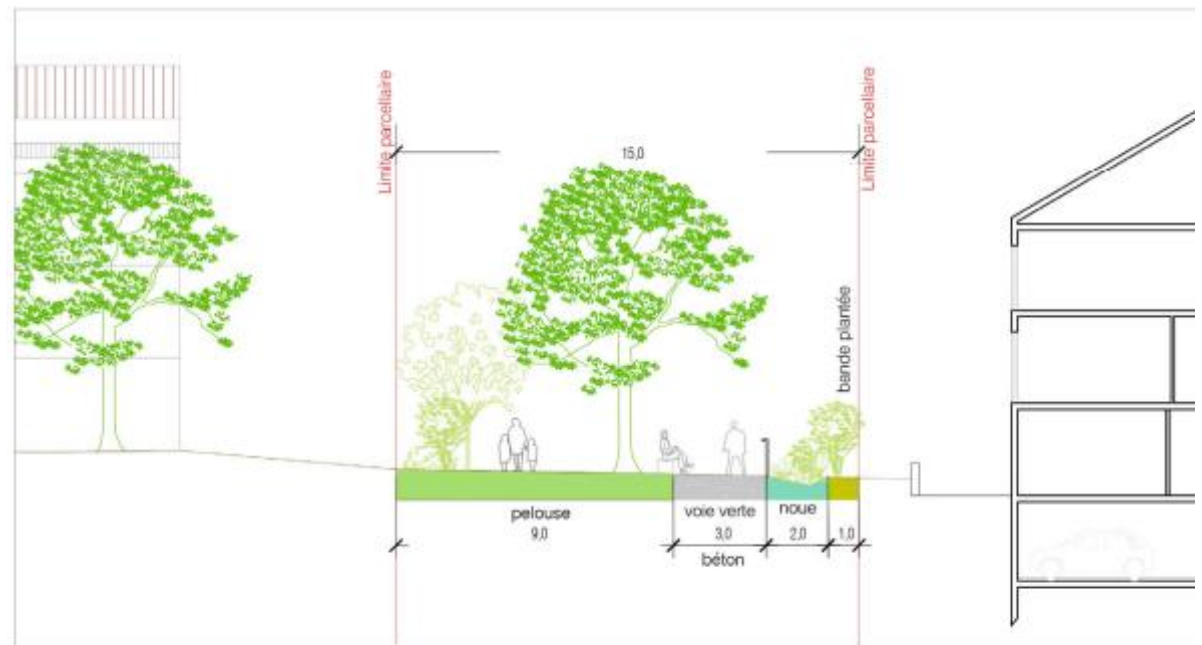 Limite parcellaire
Limite parcellaire
15,0
bande plantée
pelouse
voie verte
noue
9,0
3,0
2,0
1,0
béton